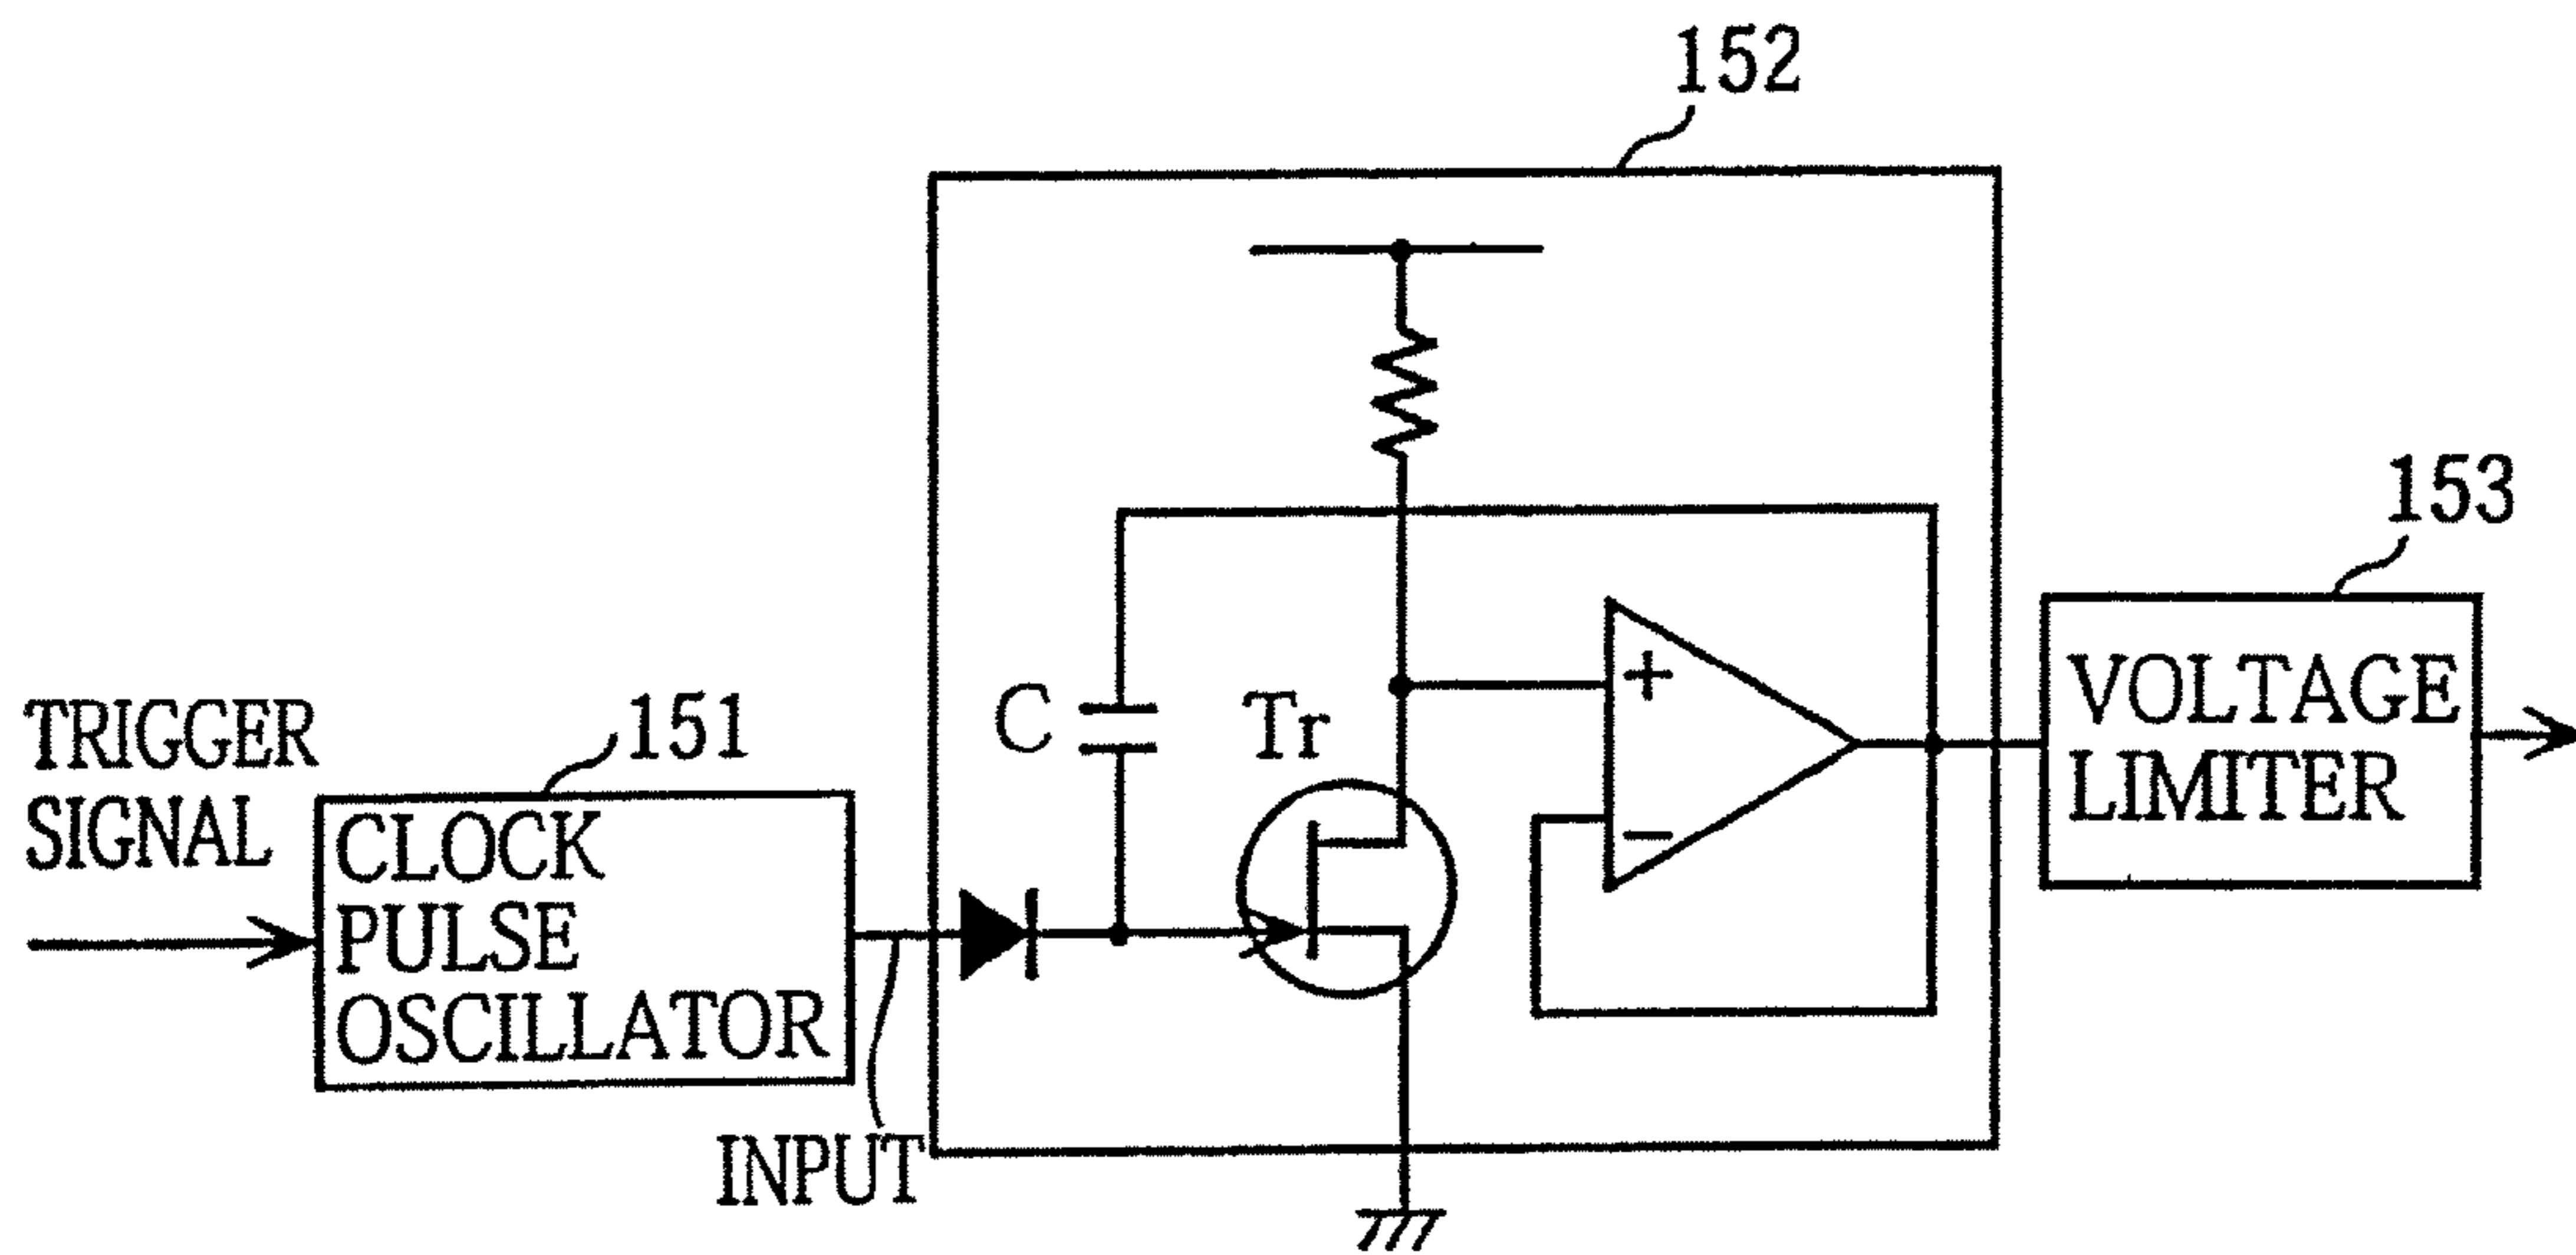 152
153
TRIGGER
SIGNAL
151
CLOCK
PULSE
OSCILLATOR
INPUT
C
Tr
+
−
VOLTAGE
LIMITER